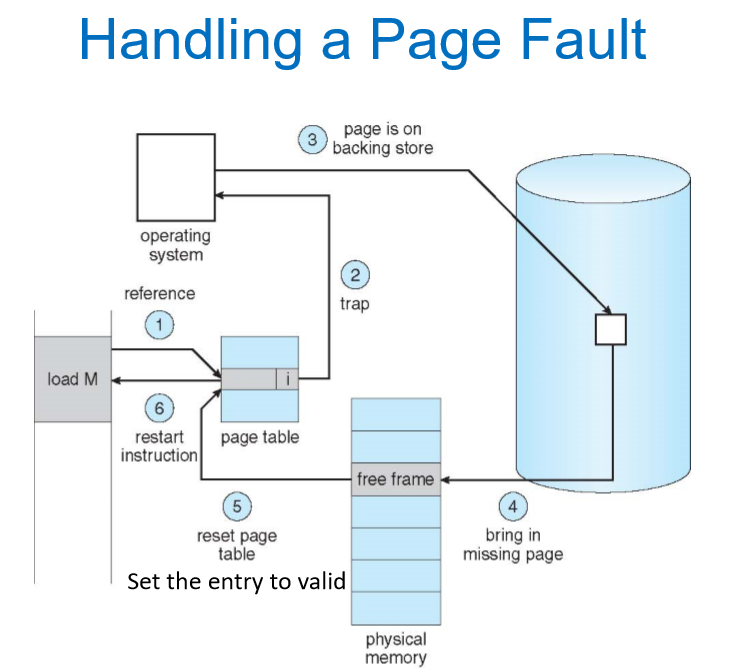 Handling a Page Fault
3
page is on
backing store
operating
system
2
trap
reference
1
load M
i
6
restart
instruction
page table
free frame
5
reset page
table
4
bring in
missing page
Set the entry to valid
physical
memory